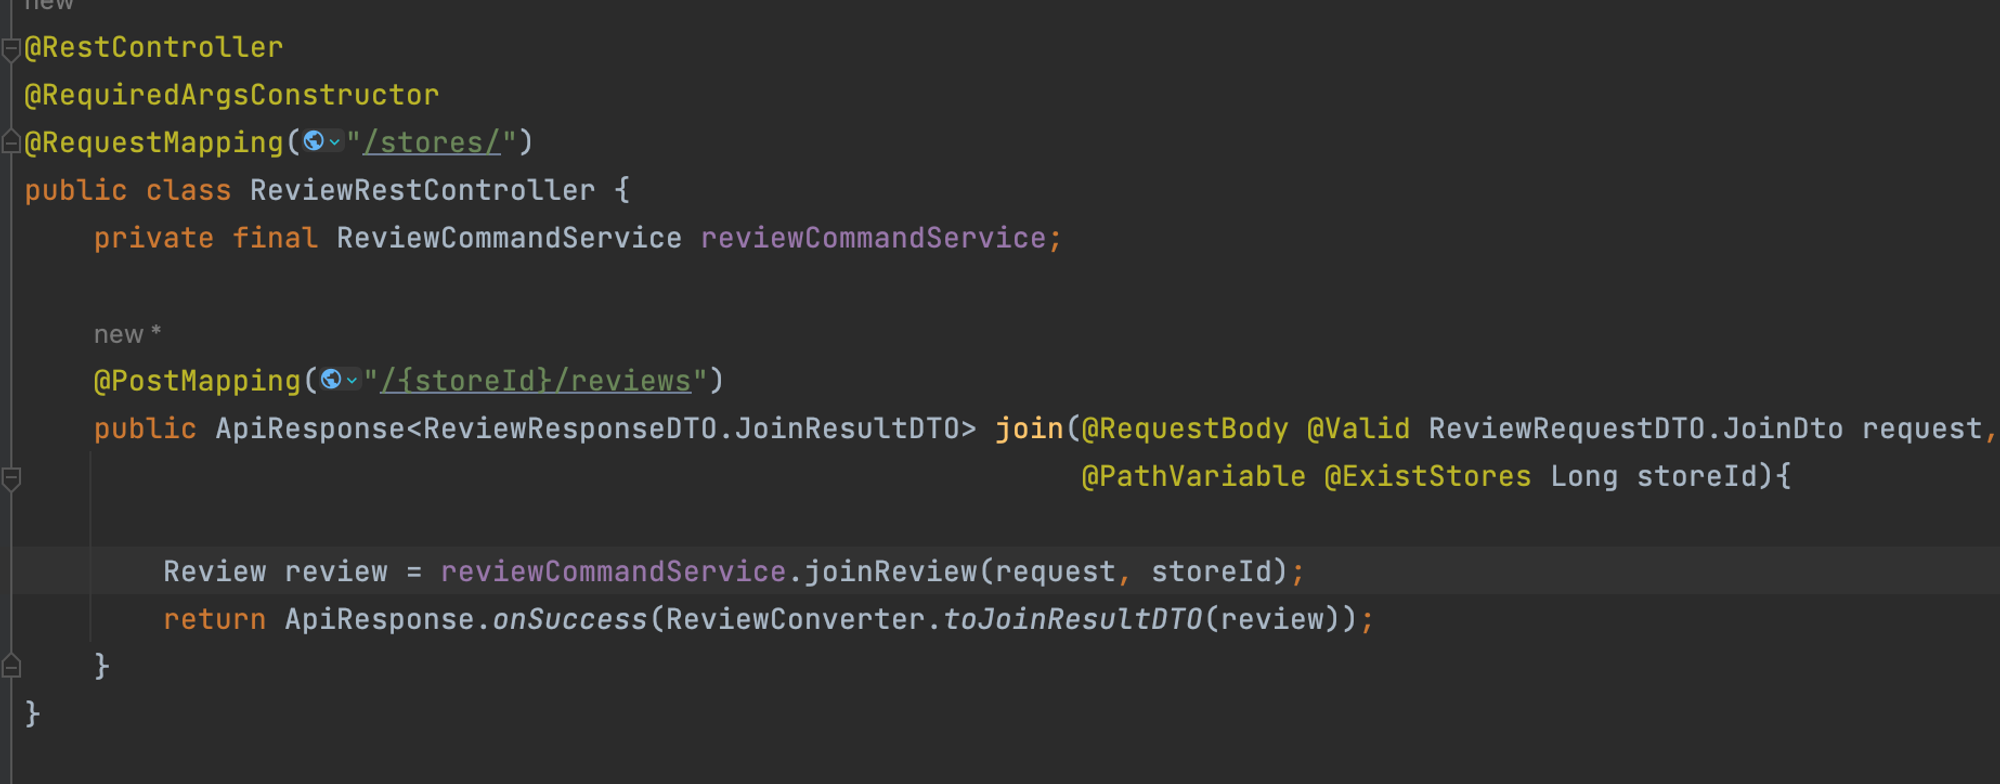 new
@RestController
@RequiredArgsConstructor
@RequestMapping("/stores/")
public class ReviewRestController {
    private final ReviewCommandService reviewCommandService;
    new *
    @PostMapping("/{storeId}/reviews")
    public ApiResponse<ReviewResponseDTO.JoinResultDTO> join(@RequestBody @Valid ReviewRequestDTO.JoinDto request,
                                                             @PathVariable @ExistStores Long storeId){
        Review review = reviewCommandService.joinReview(request, storeId);
        return ApiResponse.onSuccess(ReviewConverter.toJoinResultDTO(review));
    }
}